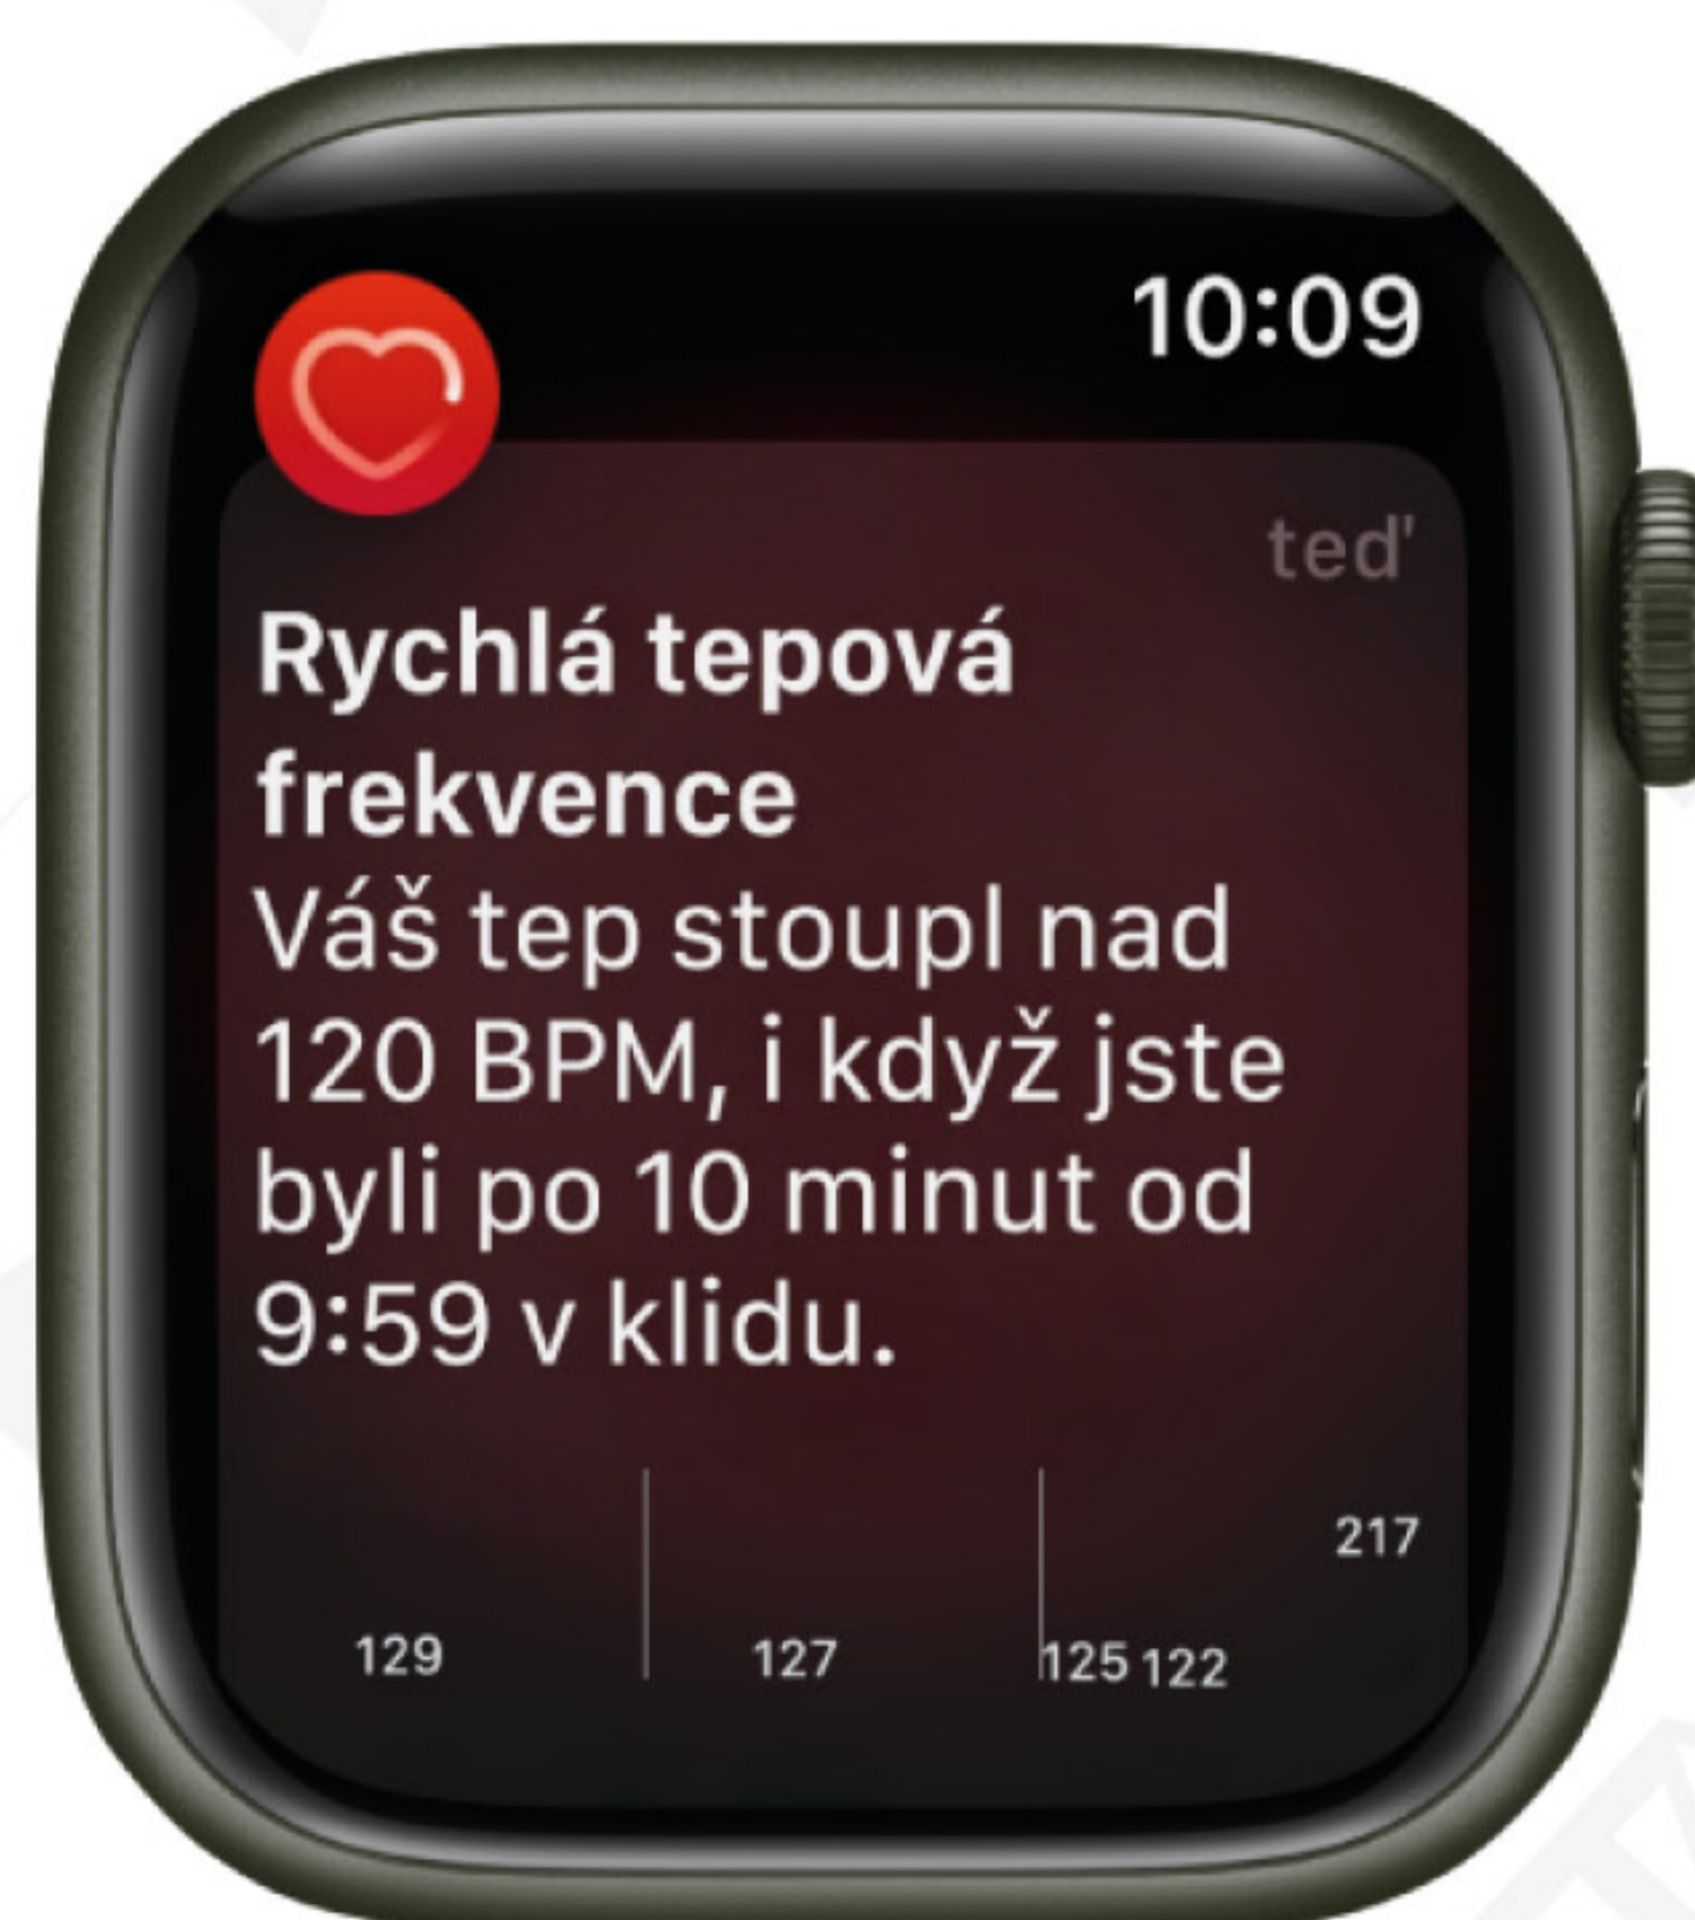 10:09
teď
Rychlá tepová
frekvence
Váš tep stoupl nad
120 BPM, i když jste
byli po 10 minut od
9:59 v klidu.
217
129 127 125 122